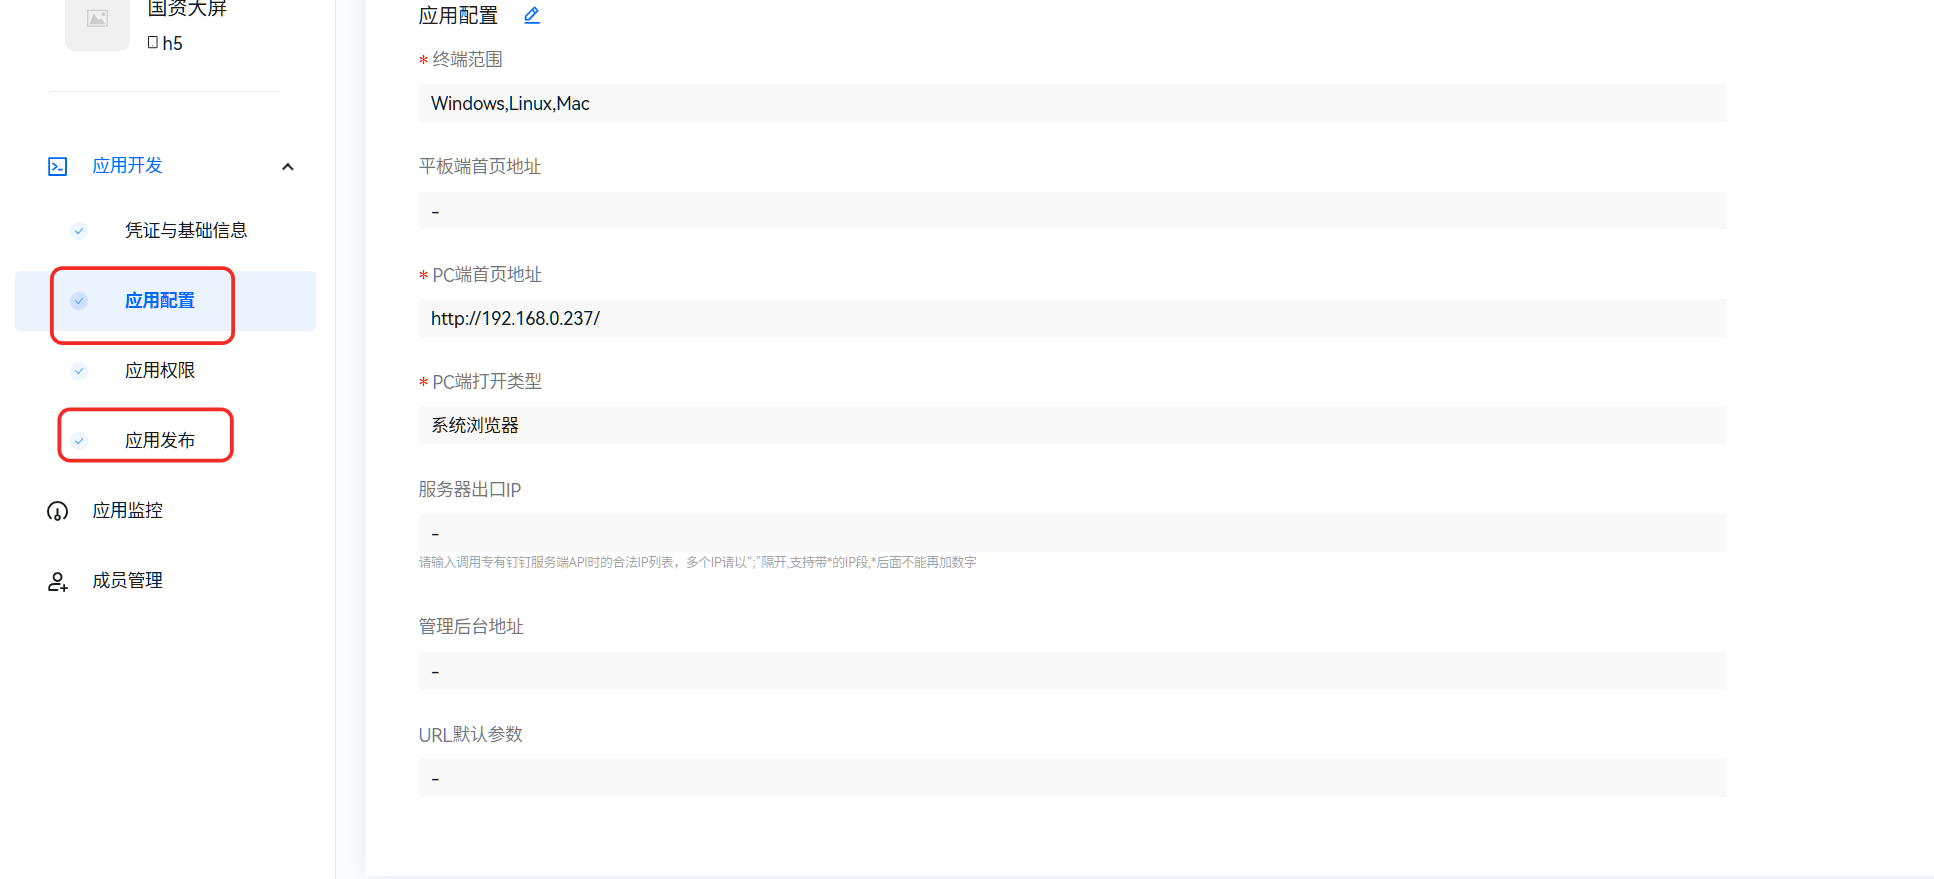 国资大屏
h5
应用开发
凭证与基础信息
应用配置
应用权限
应用发布
应用监控
成员管理
应用配置
* 终端范围
Windows,Linux,Mac
平板端首页地址
-
* PC端首页地址
http://192.168.0.237/
* PC端打开类型
系统浏览器
服务器出口IP
-
请输入调用专有钉钉服务端API时的合法IP列表，多个IP请以“;”隔开,支持带*的IP段,*后面不能再加数字
管理后台地址
-
URL默认参数
-